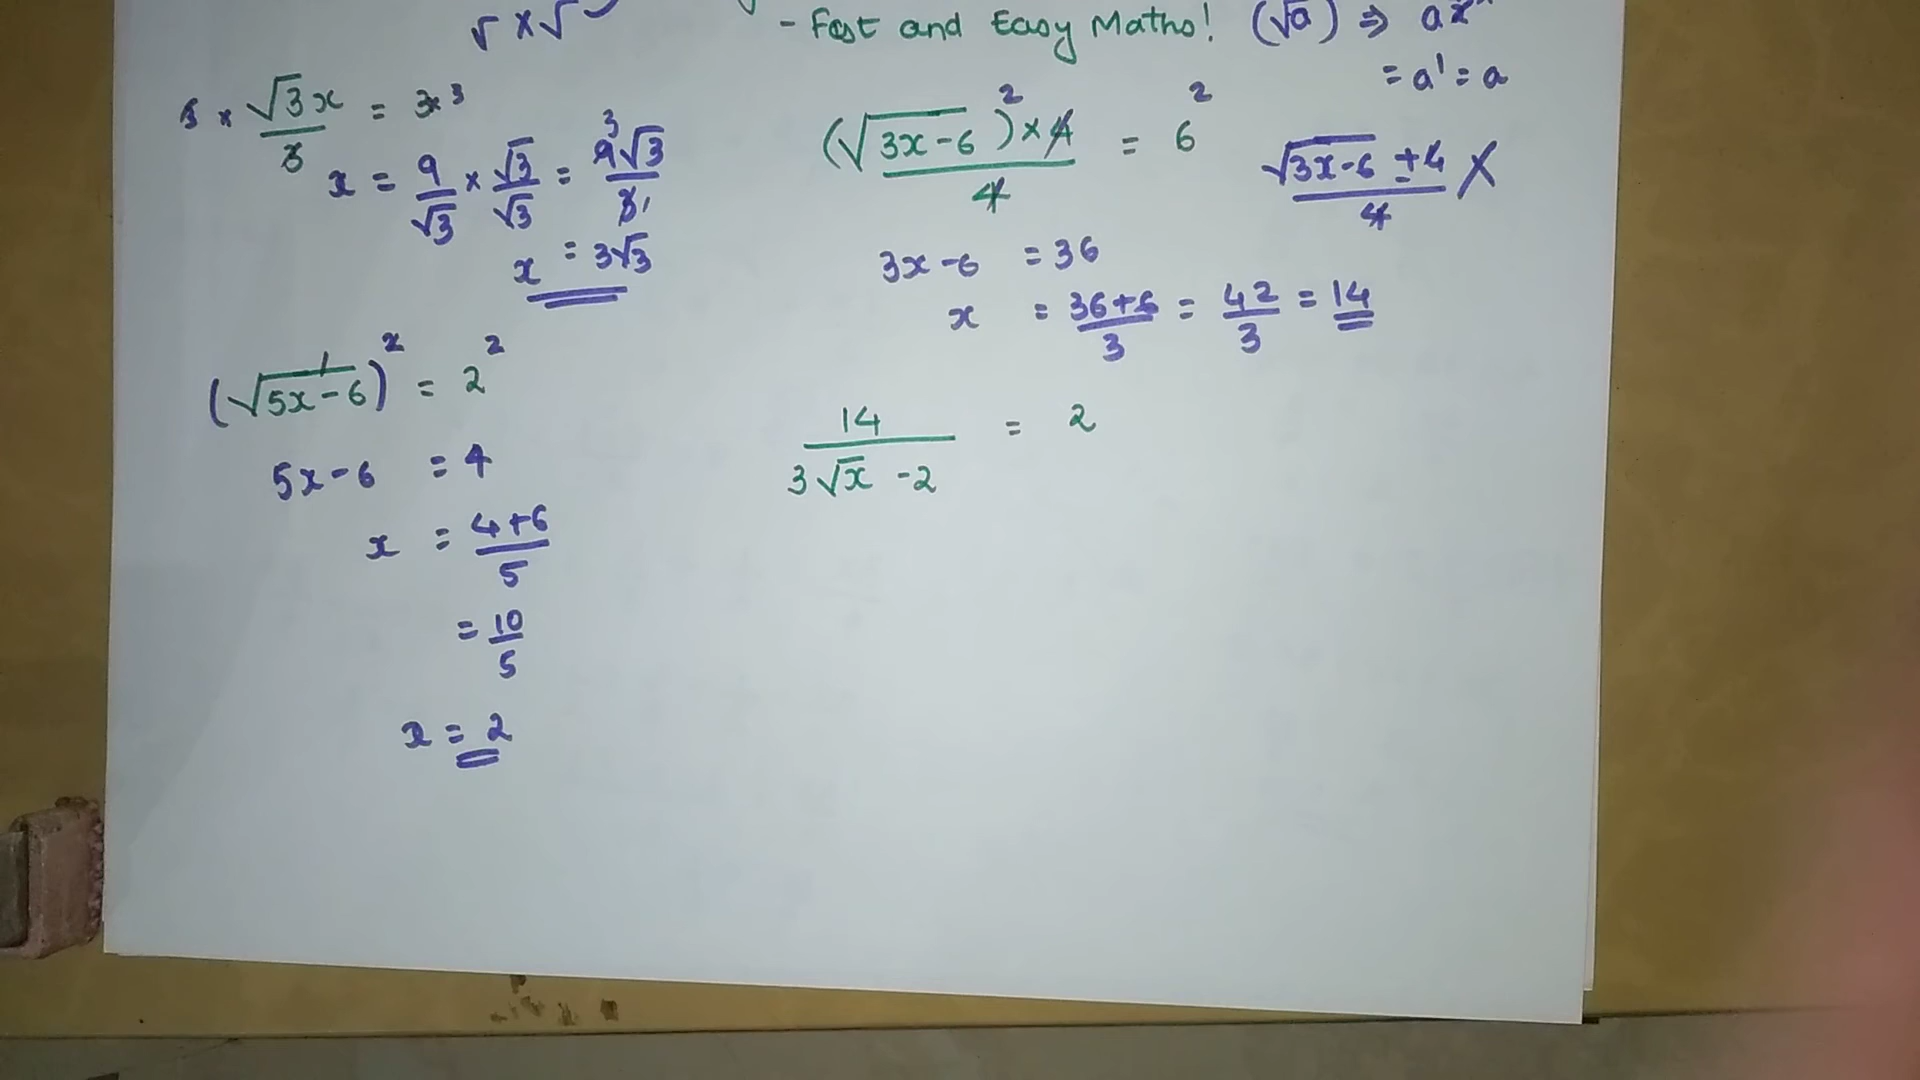 √ × √
- Fast and Easy Maths! (√a) ⇒ a
= a¹ = a
3 × √3x / 3 = 3×3
x = 9/√3 × √3/√3 = 9√3/3
x = 3√3
(√5x-6)² = 2²
5x-6 = 4
x = 4+6/5
= 10/5
x = 2
(√3x-6)² × 4 / 4 = 6²
√3x-6 ± 4 / 4 X
3x-6 = 36
x = 36+6/3 = 42/3 = 14
14 / 3√x -2 = 2